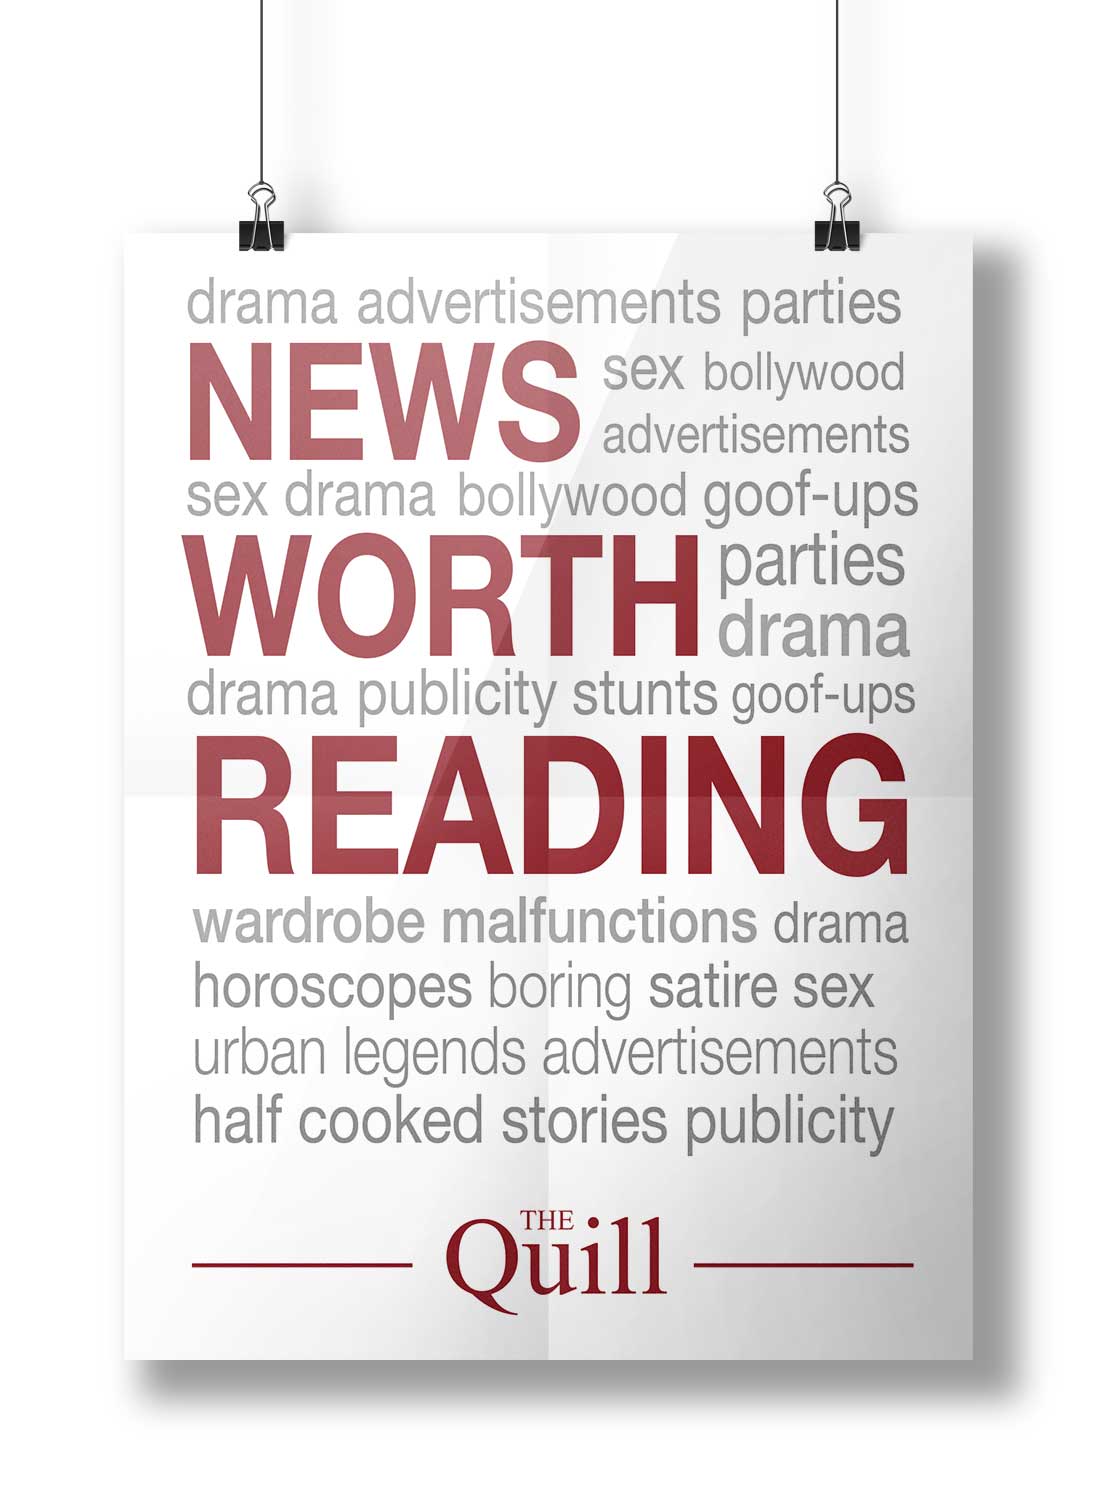 drama advertisements parties
NEWS
sex bollywood
advertisements
sex drama bollywood goof-ups
WORTH
parties
drama
drama publicity stunts goof-ups
READING
wardrobe malfunctions drama
horoscopes boring satire sex
urban legends advertisements
half cooked stories publicity
THE
Quill